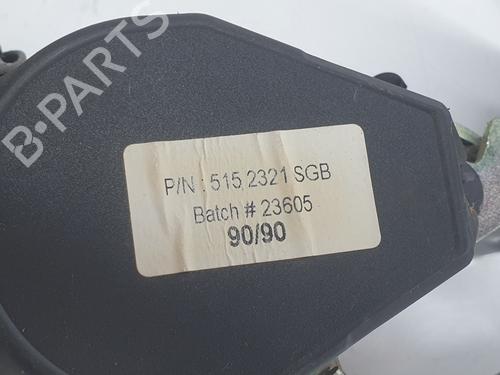 B-PARTS
P/N : 515 2321 SGB
Batch # 23605
90/90